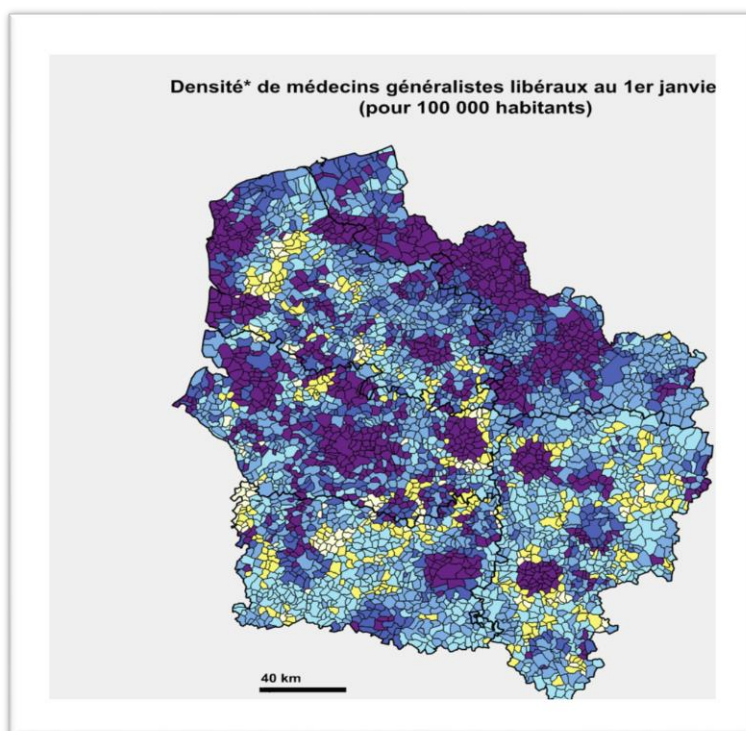 Densité* de médecins généralistes libéraux au 1er janvie
(pour 100 000 habitants)
40 km